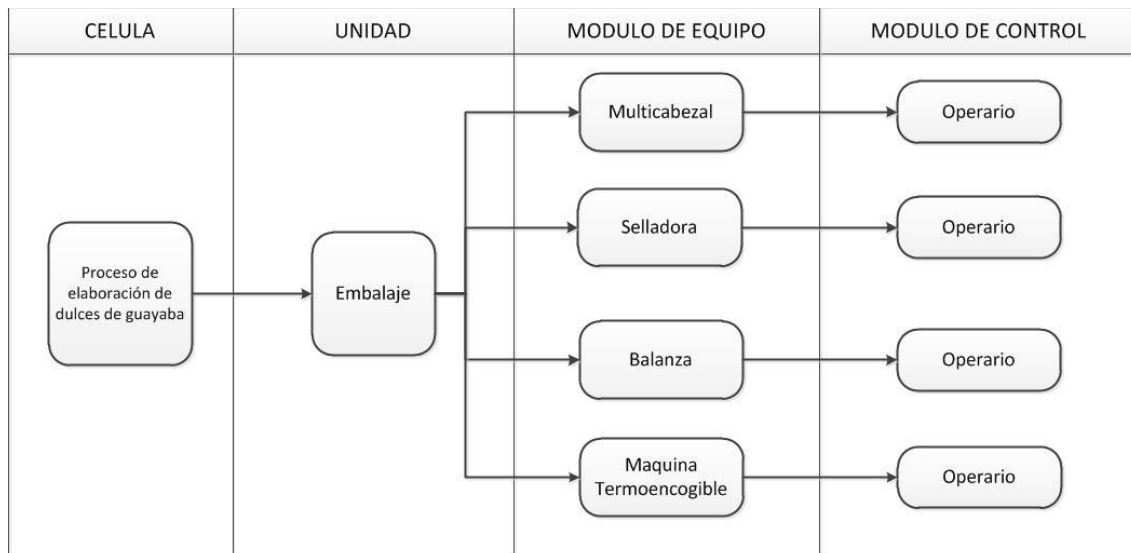 CELULA
UNIDAD
MODULO DE EQUIPO
MODULO DE CONTROL
Proceso de
elaboración de
dulces de guayaba
Embalaje
Multicabezal
Operario
Selladora
Operario
Balanza
Operario
Maquina
Termoencogible
Operario